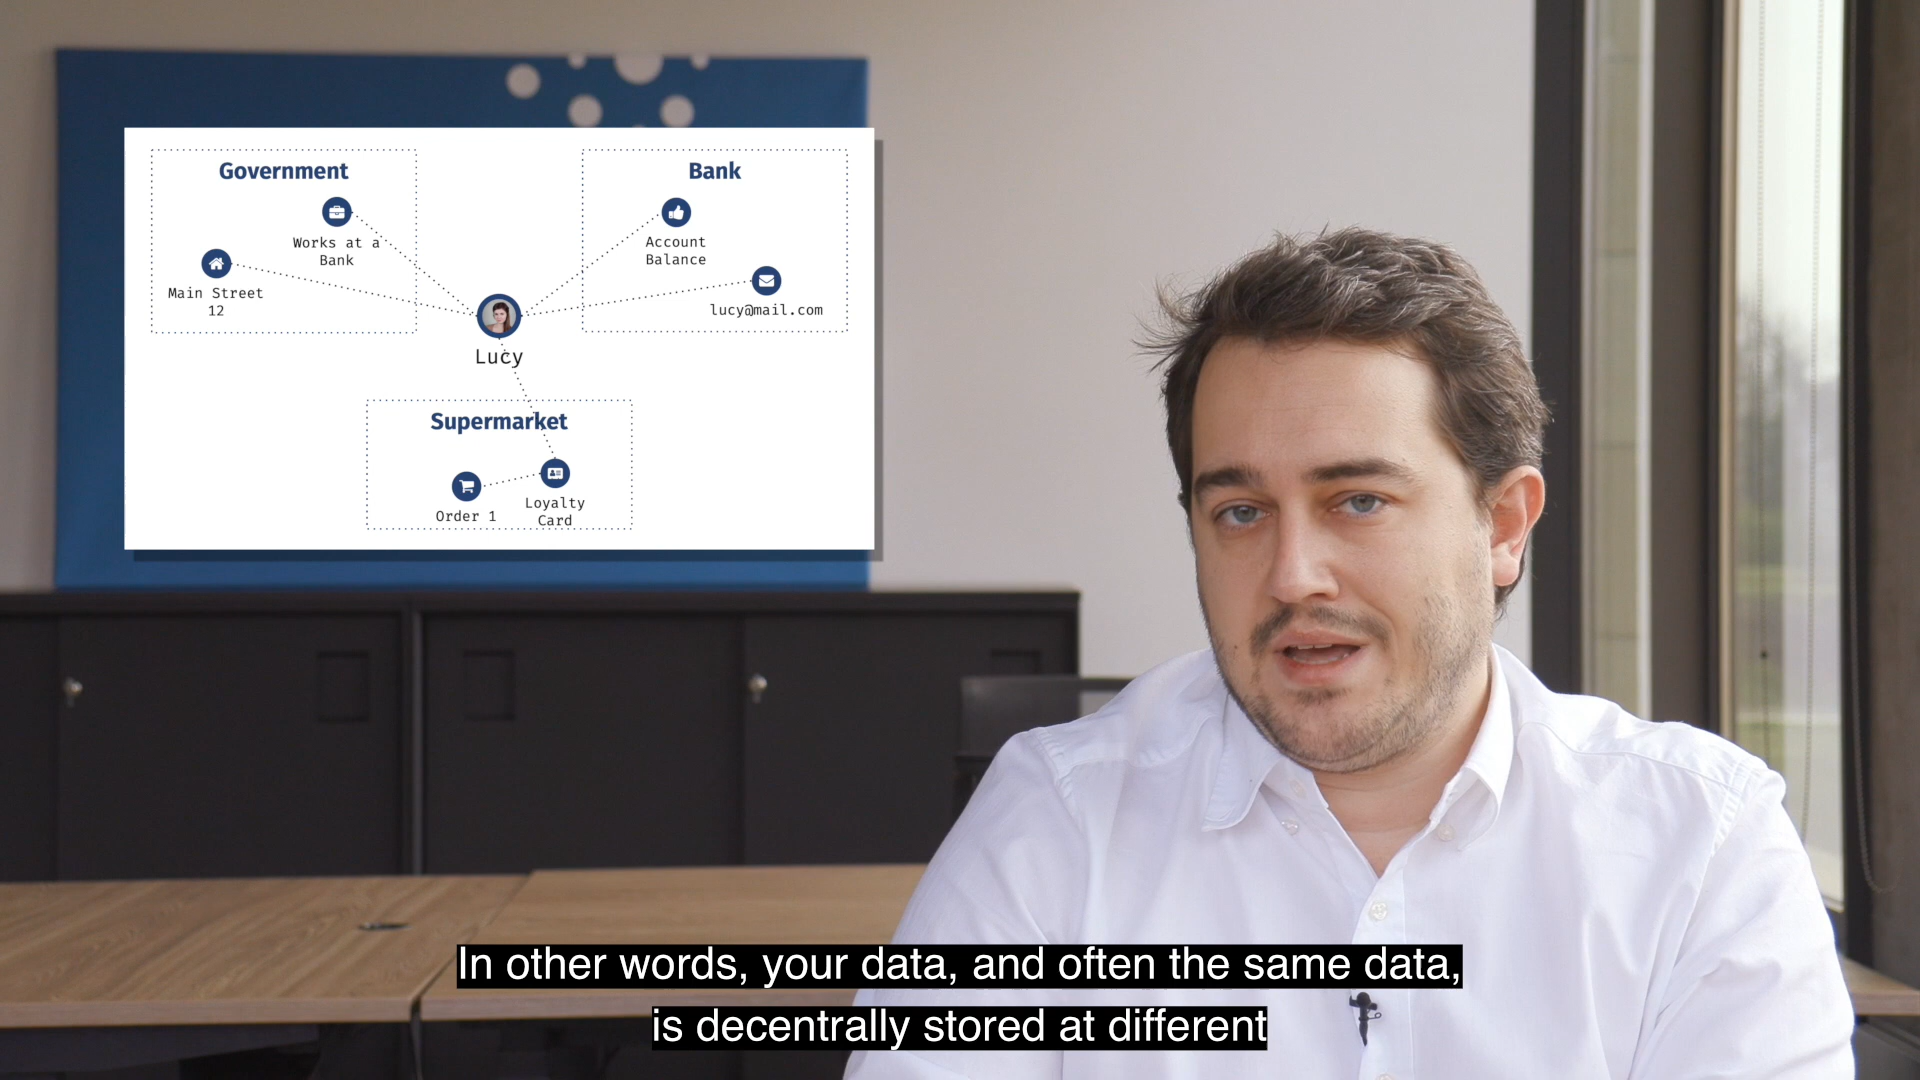 Government
Works at a
Bank
Main Street
12
Bank
Account
Balance
lucy@mail.com
Lucy
Supermarket
Order 1
Loyalty
Card
In other words, your data, and often the same data,
is decentrally stored at different